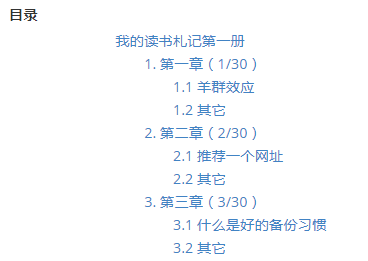 目录
我的读书札记第一册
1. 第一章（1/30）
1.1 羊群效应
1.2 其它
2. 第二章（2/30）
2.1 推荐一个网址
2.2 其它
3. 第三章（3/30）
3.1 什么是好的备份习惯
3.2 其它